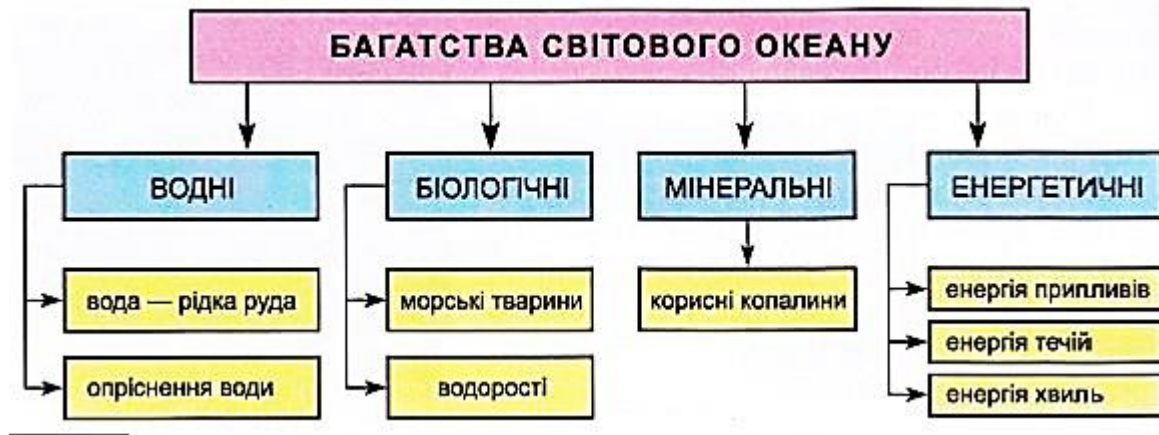 БАГАТСТВА СВІТОВОГО ОКЕАНУ
ВОДНІ
БІОЛОГІЧНІ
МІНЕРАЛЬНІ
ЕНЕРГЕТИЧНІ
вода — рідка руда
опріснення води
морські тварини
водорості
корисні копалини
енергія припливів
енергія течій
енергія хвиль